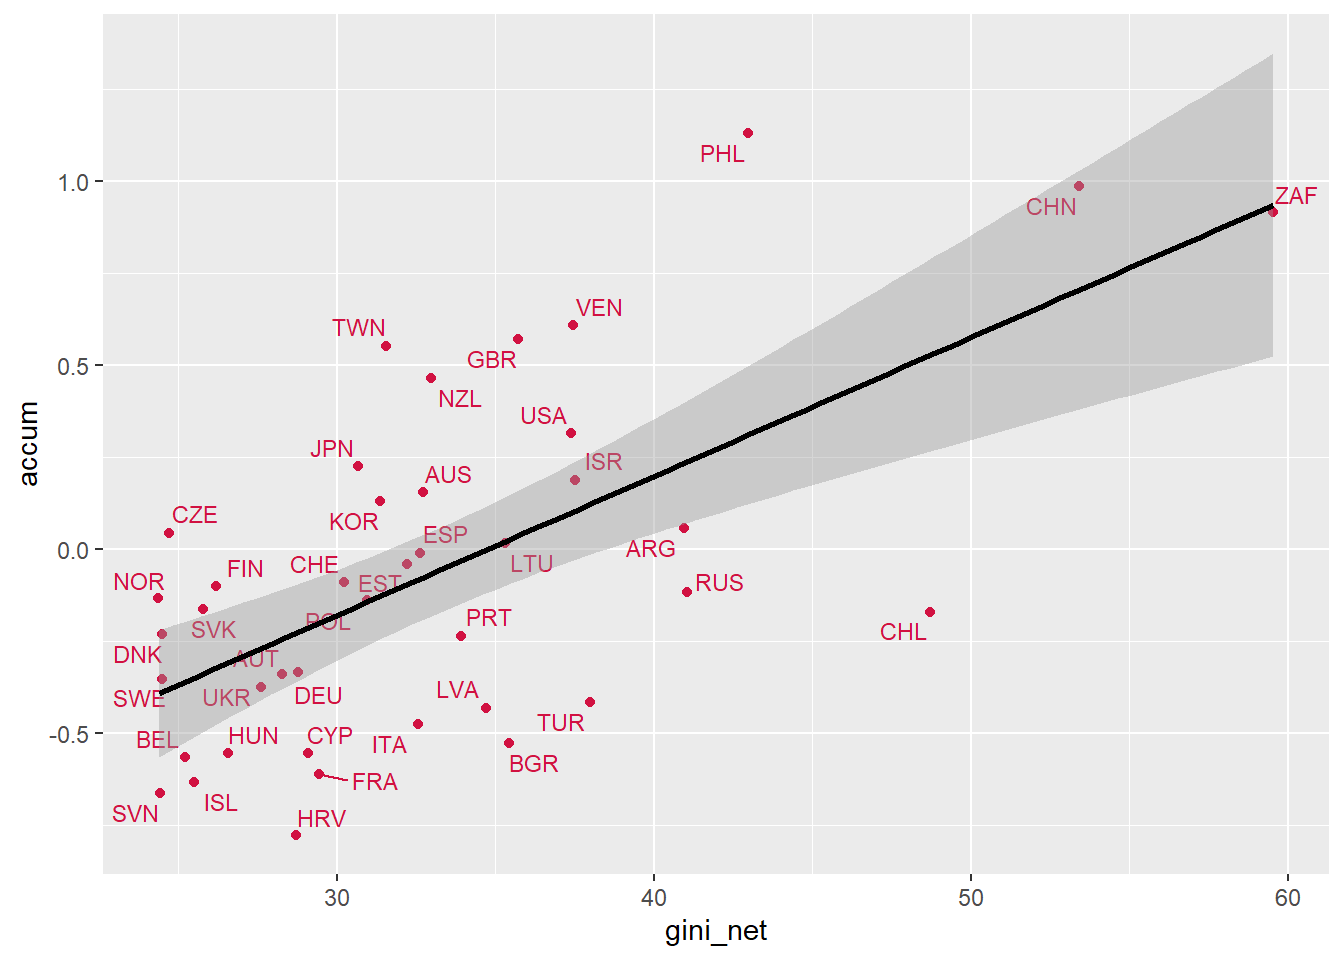 PHL
1.0
CHN
ZAF
VEN
TWN
GBR
0.5
NZL
USA
JPN
ISR
AUS
KOR
CZE
ESP
0.0
ARG
CHE
LTU
FIN
NOR
EST
RUS
PRT
POL
SVK
CHL
DNK
AUT
LVA
SWE
UKR
DEU
TUR
-0.5
BEL
HUN
CYP
ITA
BGR
FRA
ISL
SVN
HRV
accum
30
40
50
60
gini_net